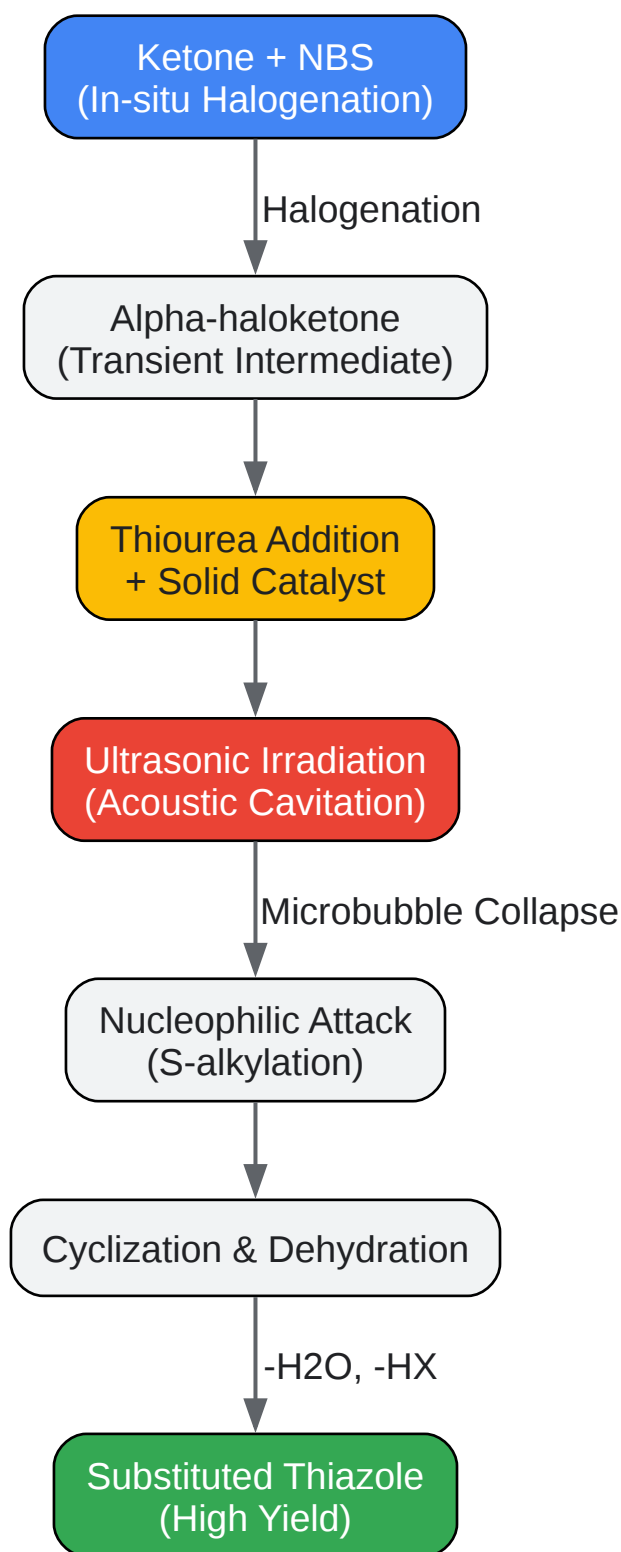 Ketone + NBS
(In-situ Halogenation)
Halogenation
Alpha-haloketone
(Transient Intermediate)
Thiourea Addition
+ Solid Catalyst
Ultrasonic Irradiation
(Acoustic Cavitation)
Microbubble Collapse
Nucleophilic Attack
(S-alkylation)
Cyclization & Dehydration
-H2O, -HX
Substituted Thiazole
(High Yield)